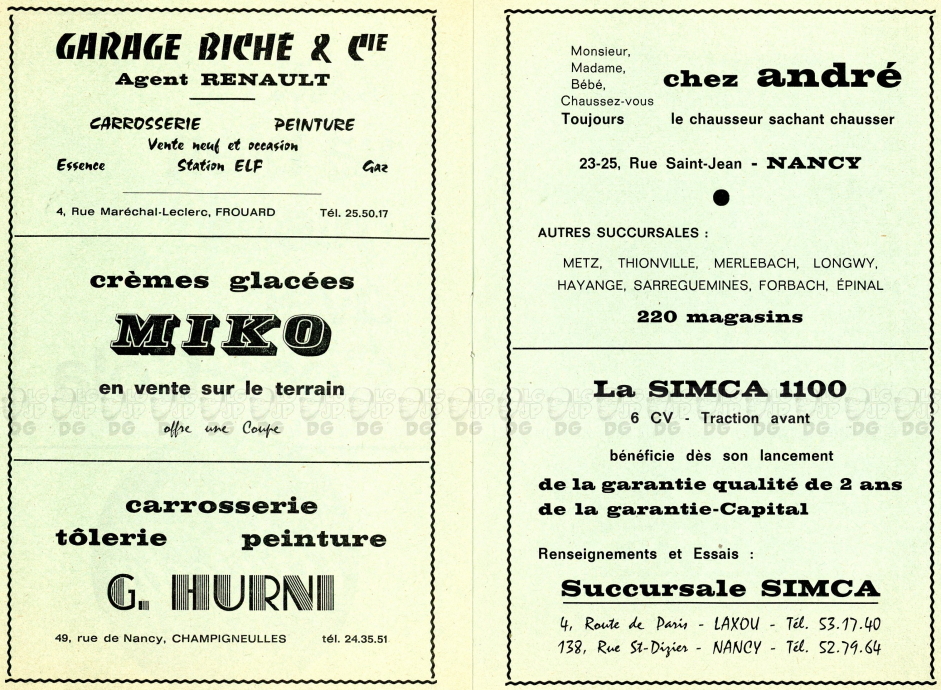 GARAGE BICHÉ & CIE
Agent RENAULT
CARROSSERIE PEINTURE
Vente neuf et occasion
Essence Station ELF Gaz
4, Rue Maréchal-Leclerc, FROUARD Tél. 25.50.17
crèmes glacées
MIKO
en vente sur le terrain
offre une Coupe
carrosserie
tôlerie peinture
G. HURNI
49, rue de Nancy, CHAMPIGNEULLES tél. 24.35.51
Monsieur,
Madame,
Bébé,
Chaussez-vous
Toujours
chez andré
le chausseur sachant chausser
23-25, Rue Saint-Jean - NANCY
AUTRES SUCCURSALES :
METZ, THIONVILLE, MERLEBACH, LONGWY,
HAYANGE, SARREGUEMINES, FORBACH, ÉPINAL
220 magasins
La SIMCA 1100
6 CV - Traction avant
bénéficie dès son lancement
de la garantie qualité de 2 ans
de la garantie-Capital
Renseignements et Essais :
Succursale SIMCA
4, Route de Paris - LAXOU - Tél. 53.17.40
138, Rue St-Dizier - NANCY - Tél. 52.79.64